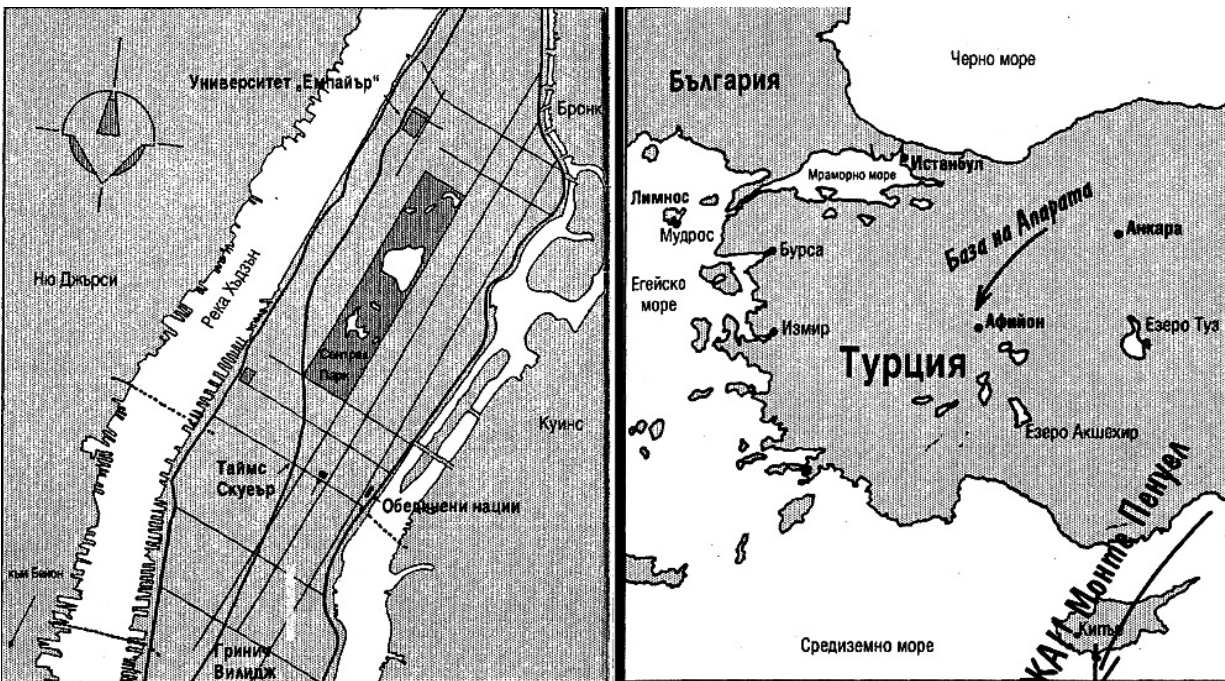 Университет „Емпайър“
Бронк
Ню Джърси
Река Хъдзън
Сентрал
Парк
Куинс
Таймс
Скуеър
Обединени нации
към Бейон
Гринич
Вилидж
Черно море
България
Истанбул
Мраморно море
Лимнос
Мудрос
База на Апарата
Анкара
Бурса
Егейско
море
Афийон
Езеро Туз
Измир
Турция
Езеро Акшехир
КАКІ Монте Пенуел
Кипър
Средиземно море